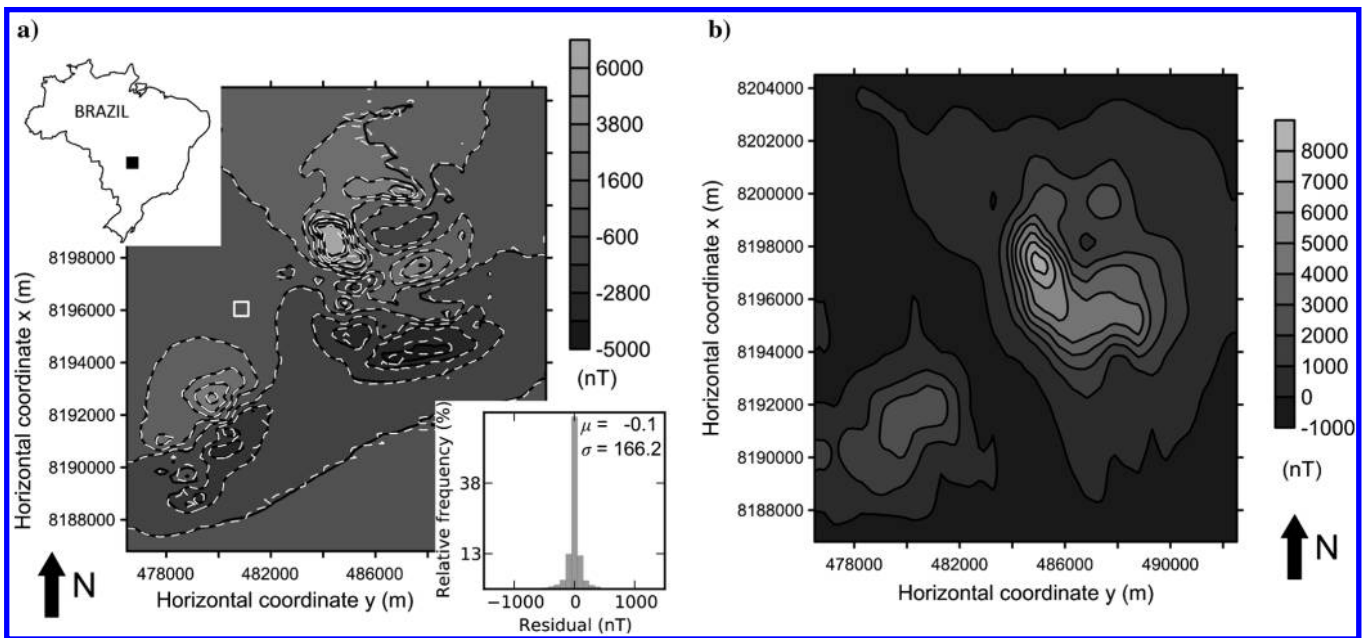 a)
BRAZIL
6000
3800
1600
-600
-2800
-5000
(nT)
8198000
8196000
8194000
8192000
8190000
8188000
Horizontal coordinate x (m)
478000 482000 486000
Horizontal coordinate y (m)
N
μ = -0.1
σ = 166.2
38
13
Relative frequency (%)
−1000 0 1000
Residual (nT)
b)
8204000
8202000
8200000
8198000
8196000
8194000
8192000
8190000
8188000
Horizontal coordinate x (m)
478000 482000 486000 490000
Horizontal coordinate y (m)
8000
7000
6000
5000
4000
3000
2000
1000
0
-1000
(nT)
N